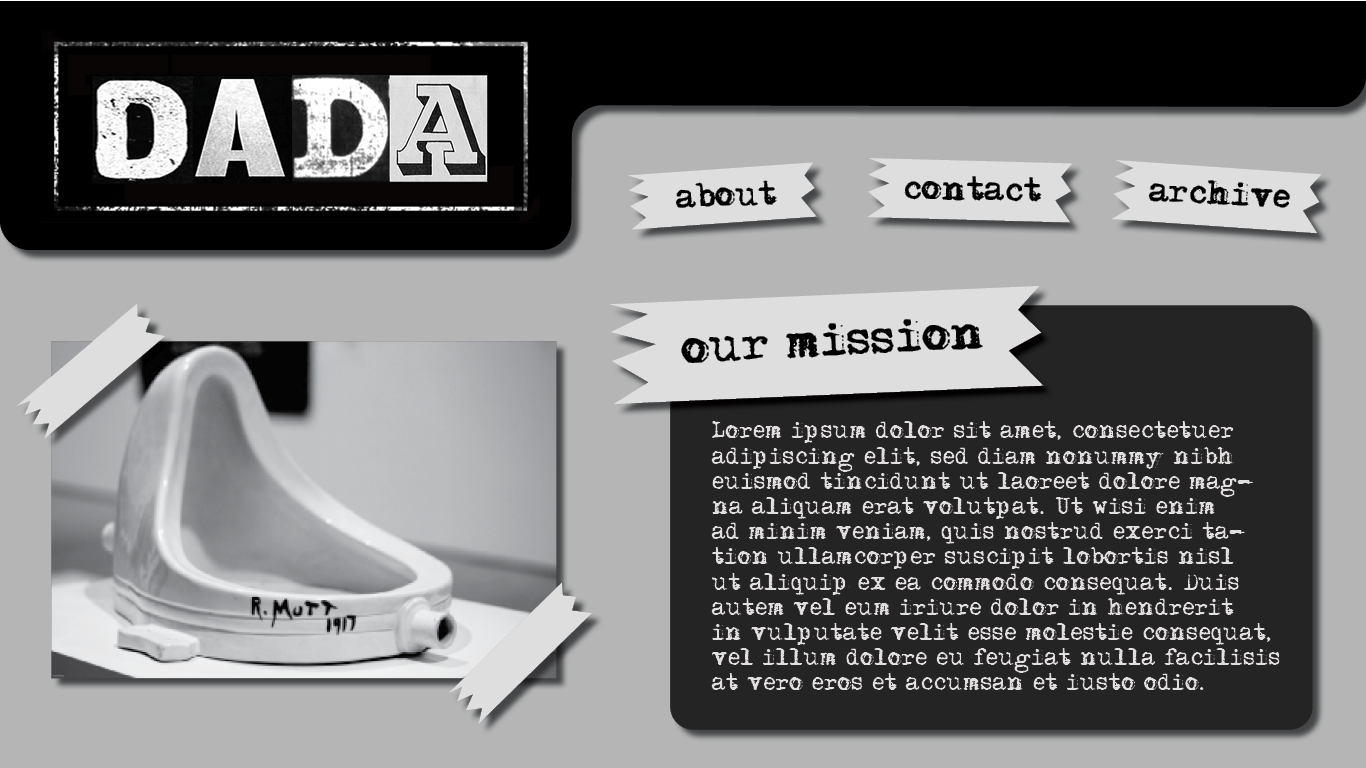 DADA
about
contact
archive
our mission
R. MUTT
1917
Lorem ipsum dolor sit amet, consectetuer
adipiscing elit, sed diam nonummy nibh
euismod tincidunt ut laoreet dolore mag-
na aliquam erat volutpat. Ut wisi enim
ad minim veniam, quis nostrud exerci ta-
tion ullamcorper suscipit lobortis nisl
ut aliquip ex ea commodo consequat. Duis
autem vel eum iriure dolor in hendrerit
in vulputate velit esse molestie consequat,
vel illum dolore eu feugiat nulla facilisis
at vero eros et accumsan et iusto odio.